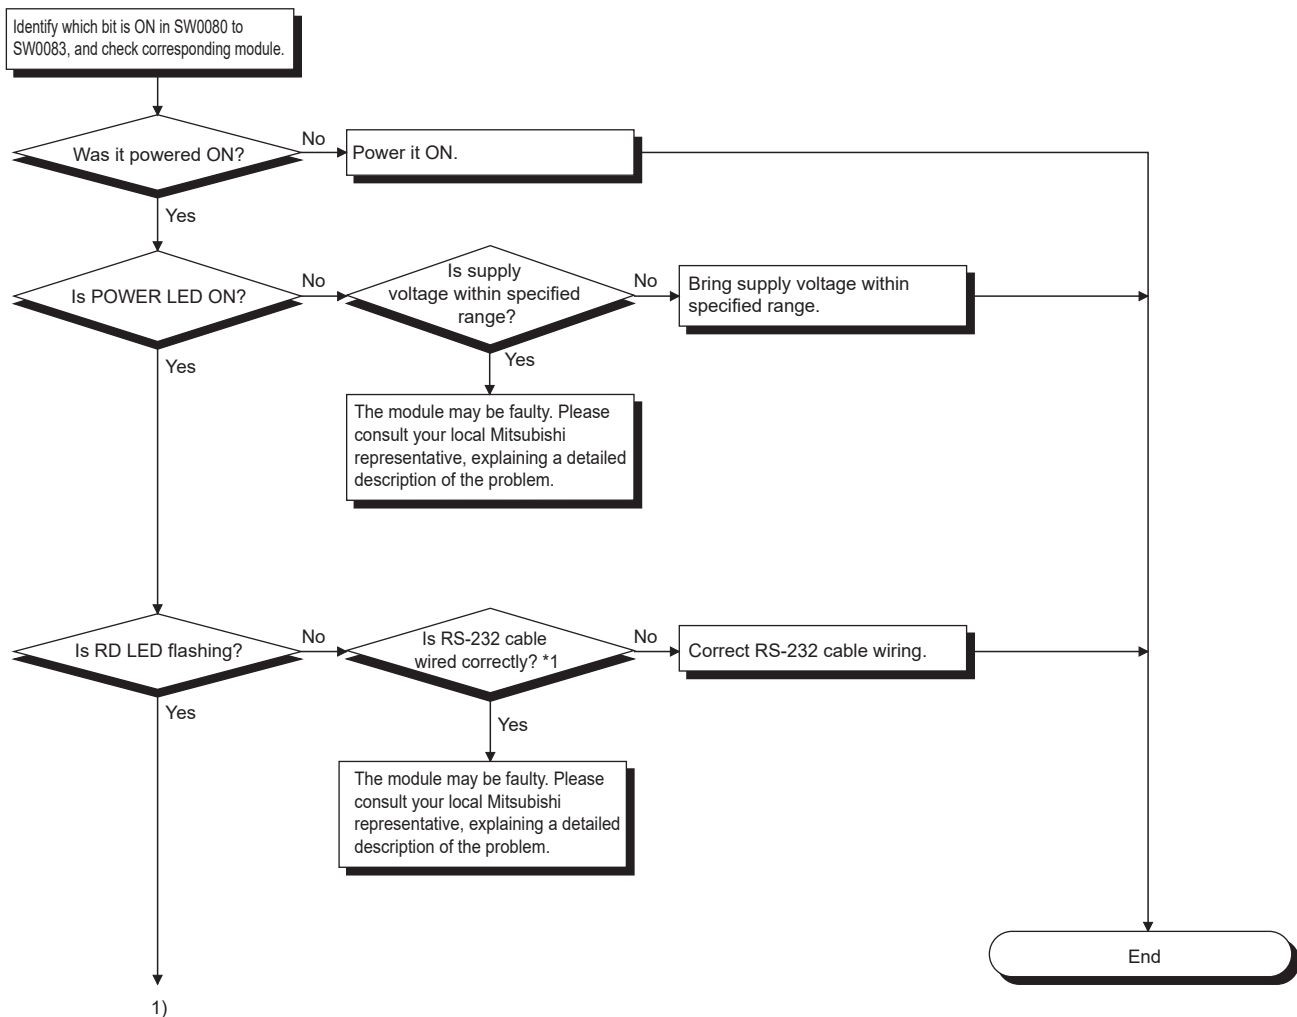 Identify which bit is ON in SW0080 to
SW0083, and check corresponding module.
Was it powered ON?
No
Power it ON.
Yes
Is POWER LED ON?
No
Is supply
voltage within specified
range?
No
Bring supply voltage within
specified range.
Yes
Yes
The module may be faulty. Please
consult your local Mitsubishi
representative, explaining a detailed
description of the problem.
Is RD LED flashing?
No
Is RS-232 cable
wired correctly? *1
No
Correct RS-232 cable wiring.
Yes
Yes
The module may be faulty. Please
consult your local Mitsubishi
representative, explaining a detailed
description of the problem.
End
1)